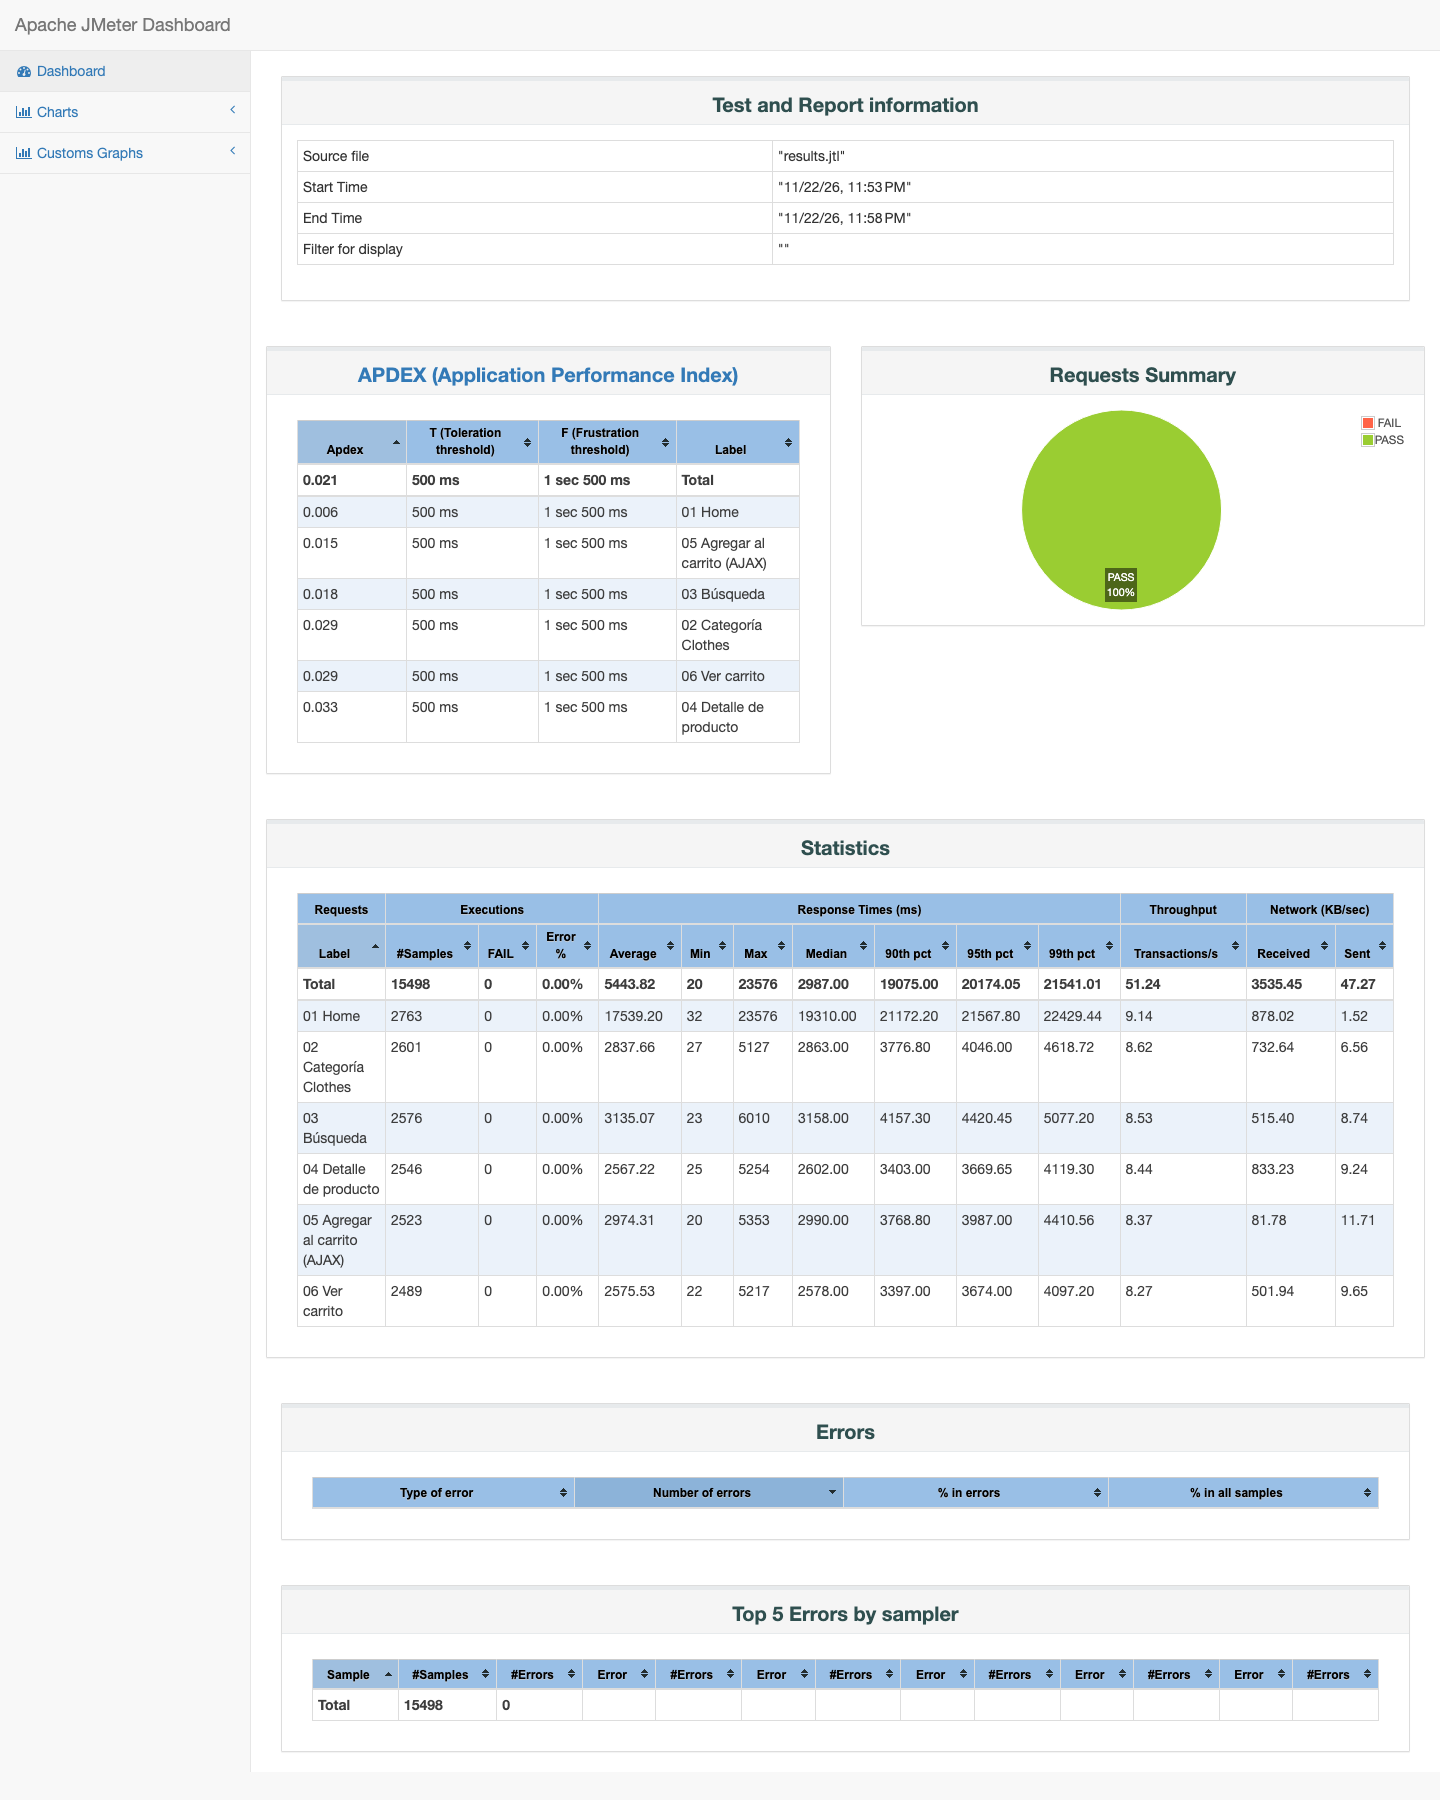 Apache JMeter Dashboard
Dashboard
Charts
Customs Graphs
Test and Report information
Source file "results.jtl"
Start Time "11/22/26, 11:53 PM"
End Time "11/22/26, 11:58 PM"
Filter for display ""
APDEX (Application Performance Index)
Apdex T (Toleration threshold) F (Frustration threshold) Label
0.021 500 ms 1 sec 500 ms Total
0.006 500 ms 1 sec 500 ms 01 Home
0.015 500 ms 1 sec 500 ms 05 Agregar al
carrito (AJAX)
0.018 500 ms 1 sec 500 ms 03 Búsqueda
0.029 500 ms 1 sec 500 ms 02 Categoría
Clothes
0.029 500 ms 1 sec 500 ms 06 Ver carrito
0.033 500 ms 1 sec 500 ms 04 Detalle de
producto
Requests Summary
FAIL
PASS
PASS
100%
Statistics
Requests Executions Response Times (ms) Throughput Network (KB/sec)
Label #Samples FAIL Error % Average Min Max Median 90th pct 95th pct 99th pct Transactions/s Received Sent
Total 15498 0 0.00% 5443.82 20 23576 2987.00 19075.00 20174.05 21541.01 51.24 3535.45 47.27
01 Home 2763 0 0.00% 17539.20 32 23576 19310.00 21172.20 21567.80 22429.44 9.14 878.02 1.52
02 2601 0 0.00% 2837.66 27 5127 2863.00 3776.80 4046.00 4618.72 8.62 732.64 6.56
Categoría
Clothes
03 2576 0 0.00% 3135.07 23 6010 3158.00 4157.30 4420.45 5077.20 8.53 515.40 8.74
Búsqueda
04 Detalle 2546 0 0.00% 2567.22 25 5254 2602.00 3403.00 3669.65 4119.30 8.44 833.23 9.24
de producto
05 Agregar 2523 0 0.00% 2974.31 20 5353 2990.00 3768.80 3987.00 4410.56 8.37 81.78 11.71
al carrito
(AJAX)
06 Ver 2489 0 0.00% 2575.53 22 5217 2578.00 3397.00 3674.00 4097.20 8.27 501.94 9.65
carrito
Errors
Type of error Number of errors % in errors % in all samples
Top 5 Errors by sampler
Sample #Samples #Errors Error #Errors Error #Errors Error #Errors Error #Errors Error #Errors
Total 15498 0